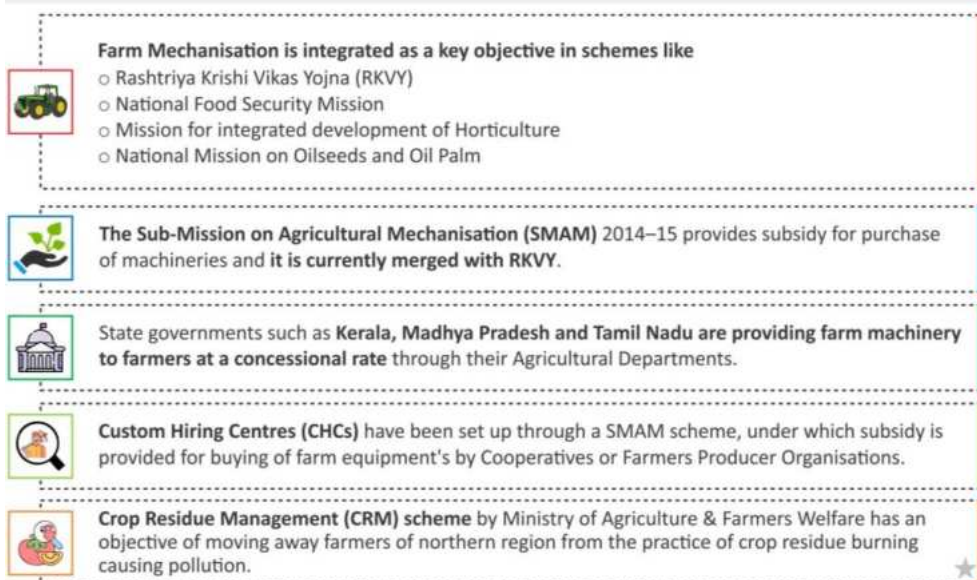 Farm Mechanisation is integrated as a key objective in schemes like
o Rashtriya Krishi Vikas Yojna (RKVY)
o National Food Security Mission
o Mission for integrated development of Horticulture
o National Mission on Oilseeds and Oil Palm
The Sub-Mission on Agricultural Mechanisation (SMAM) 2014–15 provides subsidy for purchase
of machineries and it is currently merged with RKVY.
State governments such as Kerala, Madhya Pradesh and Tamil Nadu are providing farm machinery
to farmers at a concessional rate through their Agricultural Departments.
Custom Hiring Centres (CHCs) have been set up through a SMAM scheme, under which subsidy is
provided for buying of farm equipment's by Cooperatives or Farmers Producer Organisations.
Crop Residue Management (CRM) scheme by Ministry of Agriculture & Farmers Welfare has an
objective of moving away farmers of northern region from the practice of crop residue burning
causing pollution.